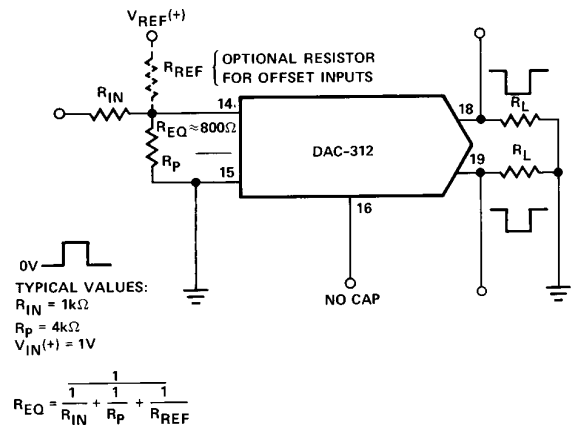 VREF(+)
RREF { OPTIONAL RESISTOR
FOR OFFSET INPUTS
RIN
14
REQ ≈ 800Ω
RP
15
DAC-312
18
RL
19
RL
16
NO CAP
0V
TYPICAL VALUES:
RIN = 1kΩ
RP = 4kΩ
VIN(+) = 1V
REQ = 1 / (1/RIN + 1/RP + 1/RREF)